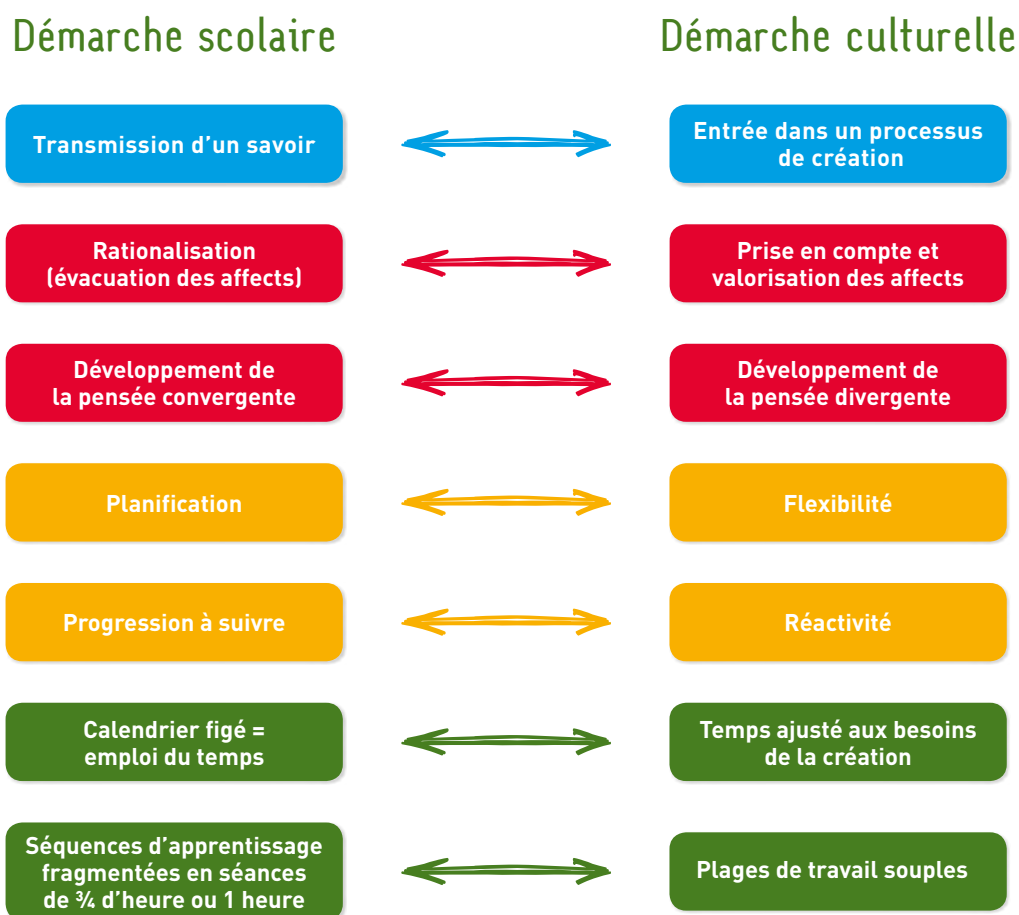 Démarche scolaire
Démarche culturelle
Transmission d’un savoir
Entrée dans un processus
de création
Rationalisation
(évacuation des affects)
Prise en compte et
valorisation des affects
Développement de
la pensée convergente
Développement de
la pensée divergente
Planification
Flexibilité
Progression à suivre
Réactivité
Calendrier figé =
emploi du temps
Temps ajusté aux besoins
de la création
Séquences d’apprentissage
fragmentées en séances
de ¾ d’heure ou 1 heure
Plages de travail souples